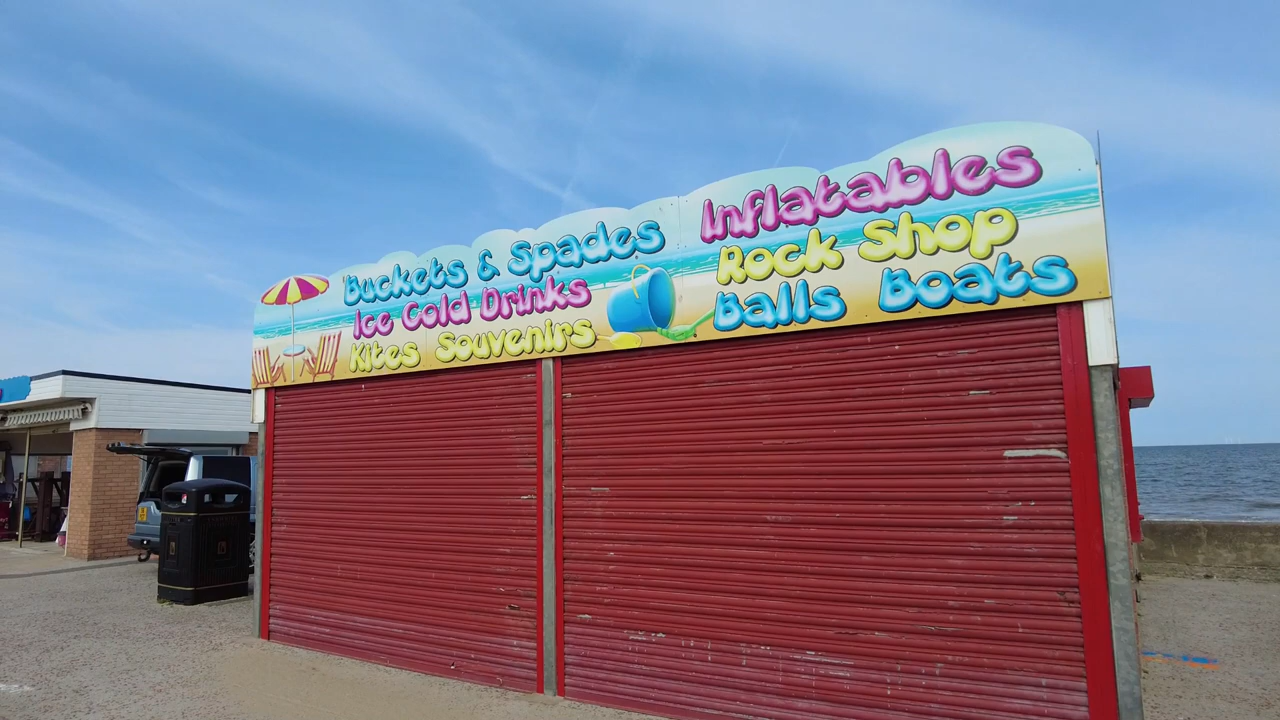 Buckets & Spades
Ice Cold Drinks
Kites Souvenirs
Inflatables
Rock Shop
Balls Boats